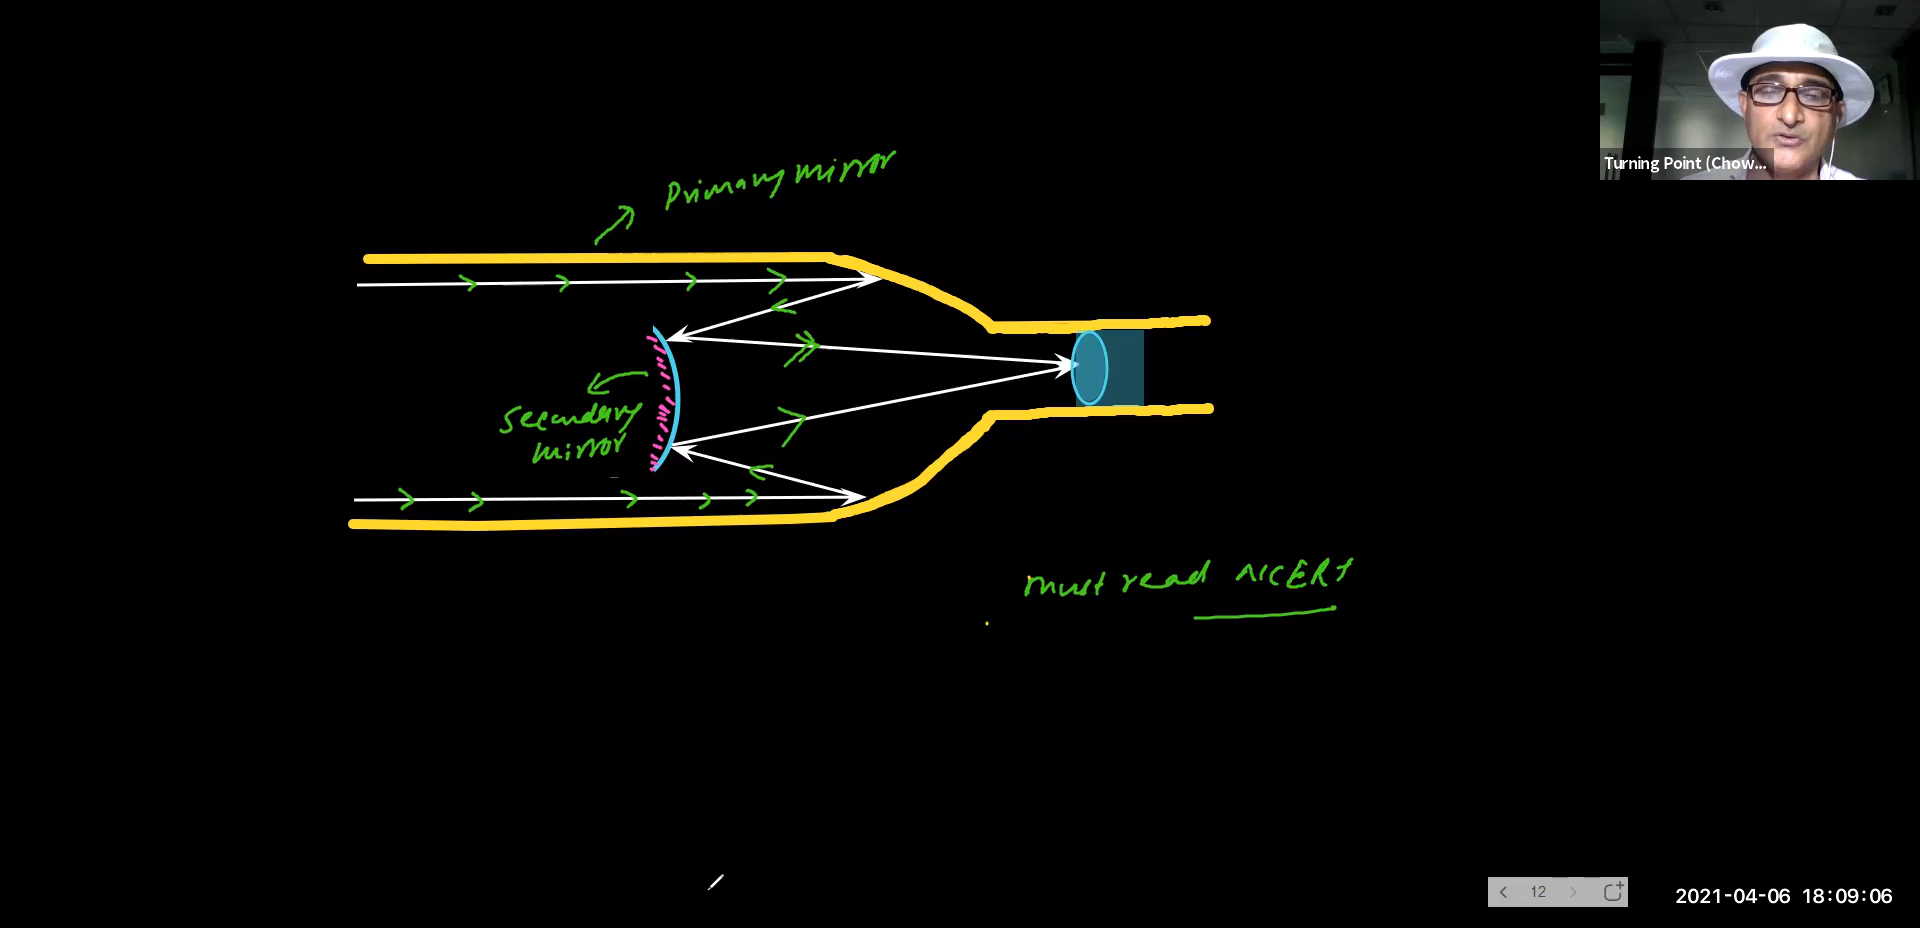 Turning Point (Chow...
Primary mirror
Secondary
mirror
must read NCERT
12
2021-04-06 18:09:06